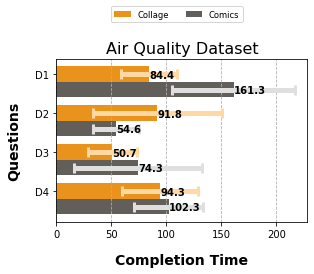 Collage Comics
Air Quality Dataset
Questions
D1 84.4
161.3
D2 91.8
54.6
D3 50.7
74.3
D4 94.3
102.3
0 50 100 150 200
Completion Time